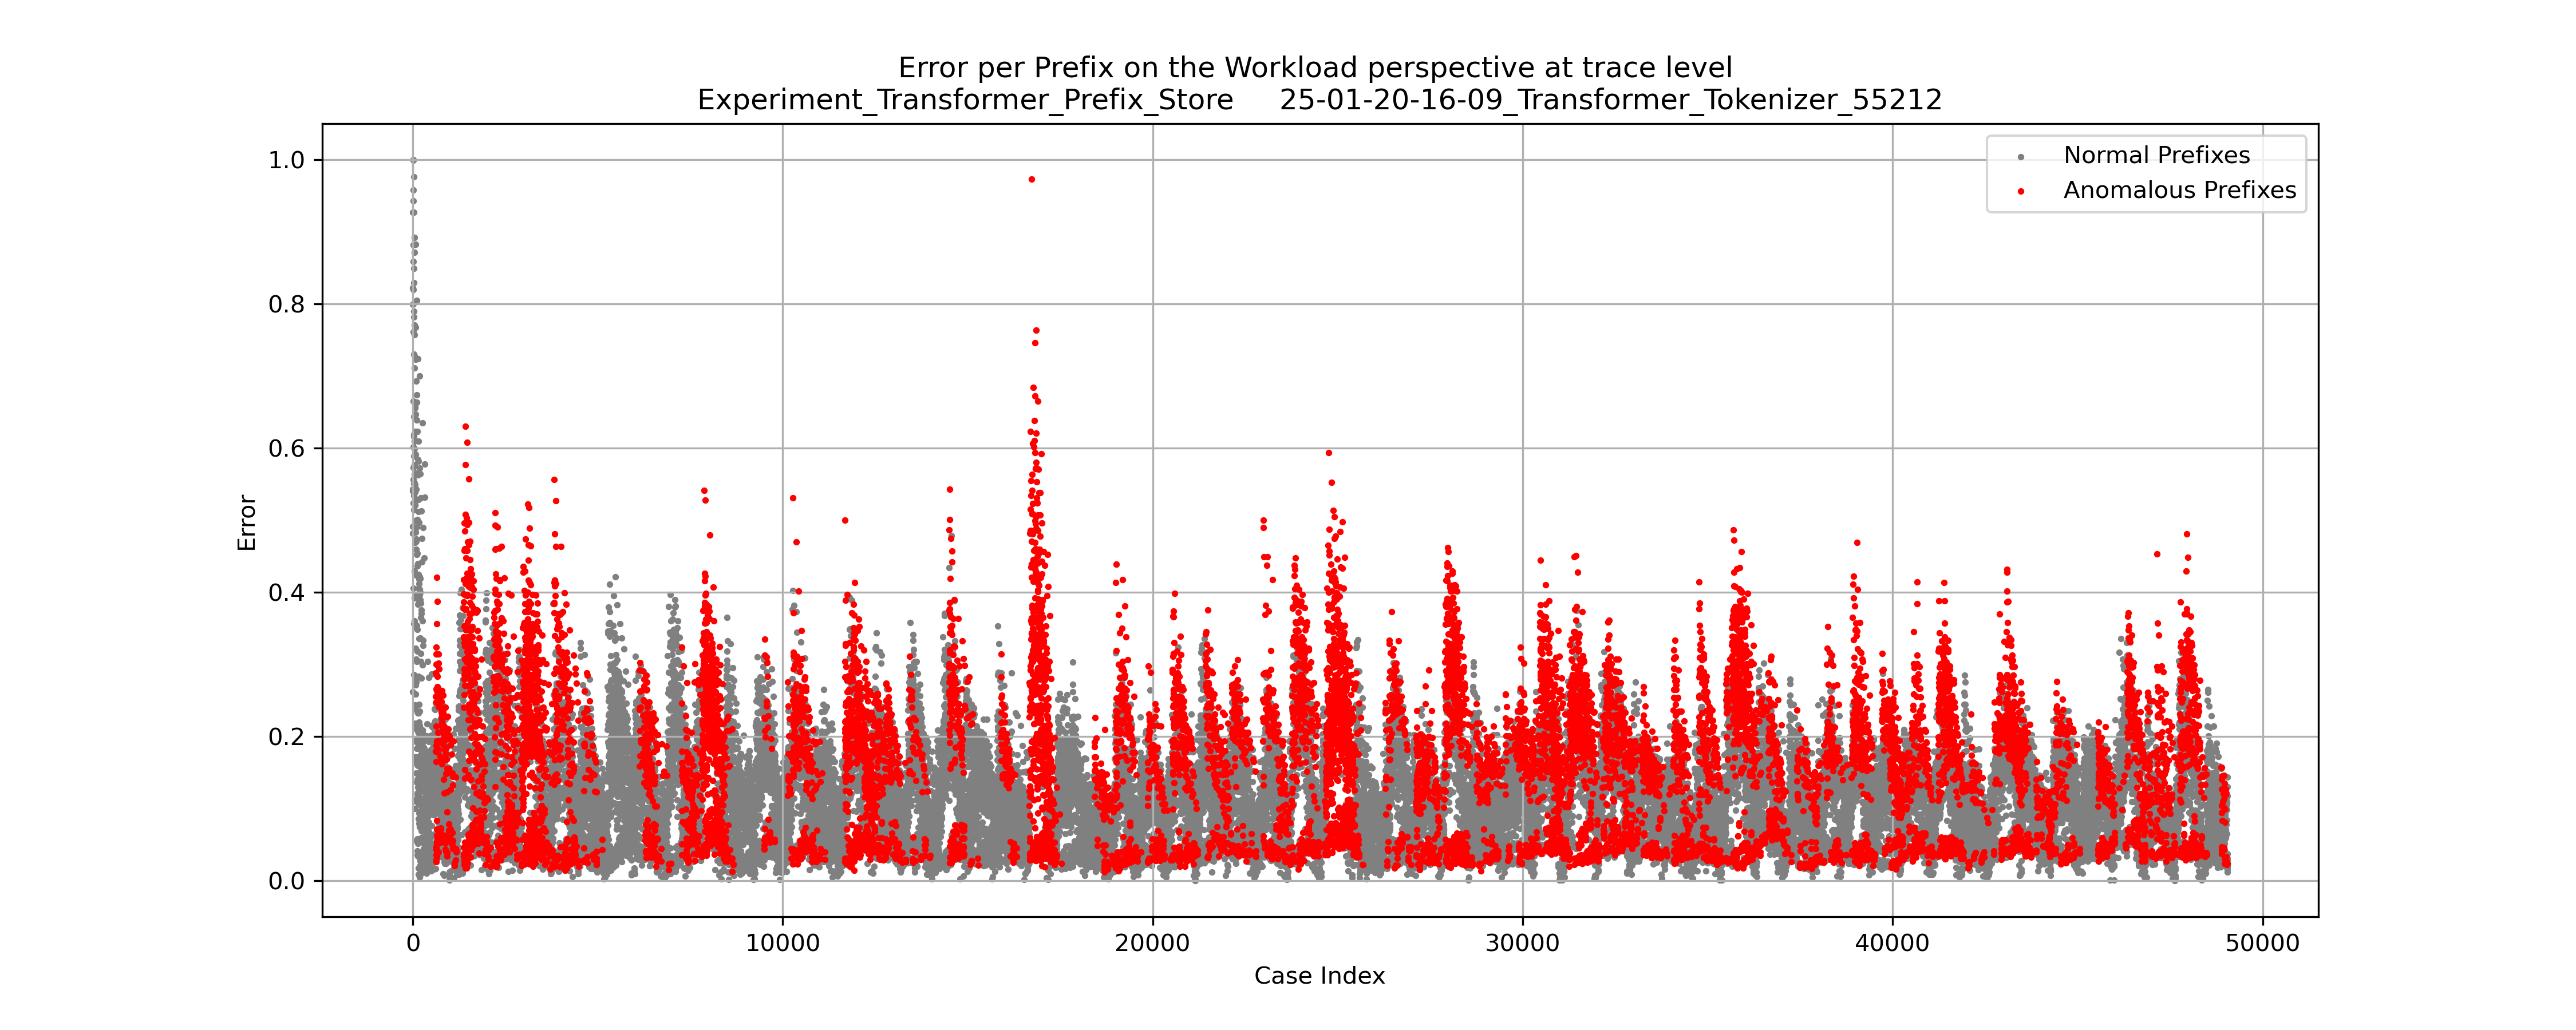 Error per Prefix on the Workload perspective at trace level
Experiment_Transformer_Prefix_Store 25-01-20-16-09_Transformer_Tokenizer_55212
Normal Prefixes
Anomalous Prefixes
Error
1.0
0.8
0.6
0.4
0.2
0.0
0 10000 20000 30000 40000 50000
Case Index